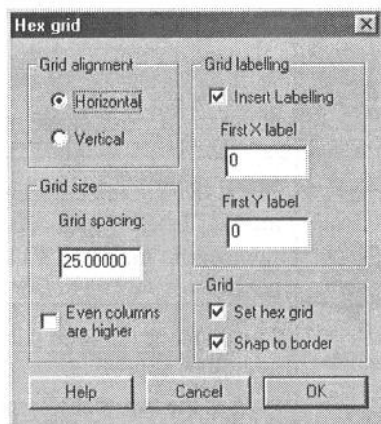 Hex grid
Grid alignment
Horizontal
Vertical
Grid size
Grid spacing:
25.00000
Even columns
are higher
Grid labelling
Insert Labelling
First X label
0
First Y label
0
Grid
Set hex grid
Snap to border
Help
Cancel
OK